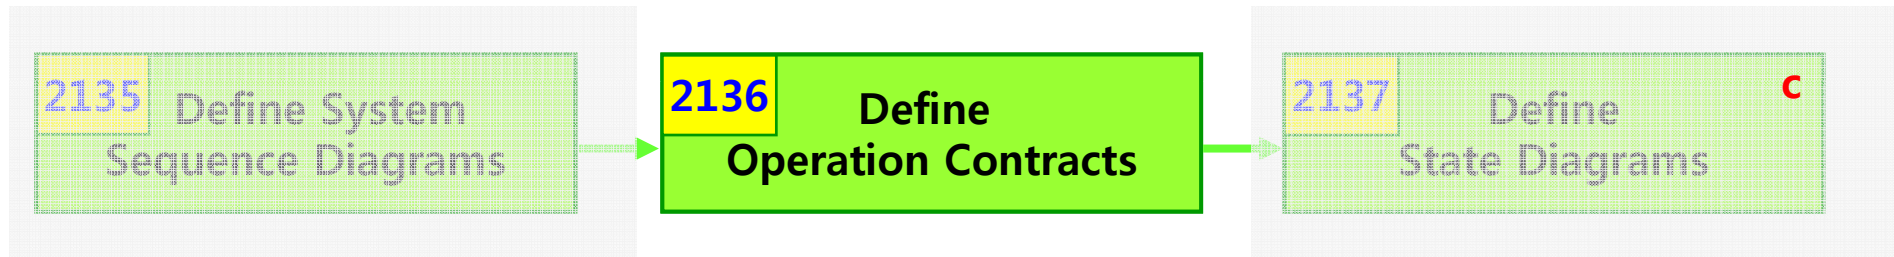 2135
Define System
Sequence Diagrams
2136
Define
Operation Contracts
2137
C
Define
State Diagrams